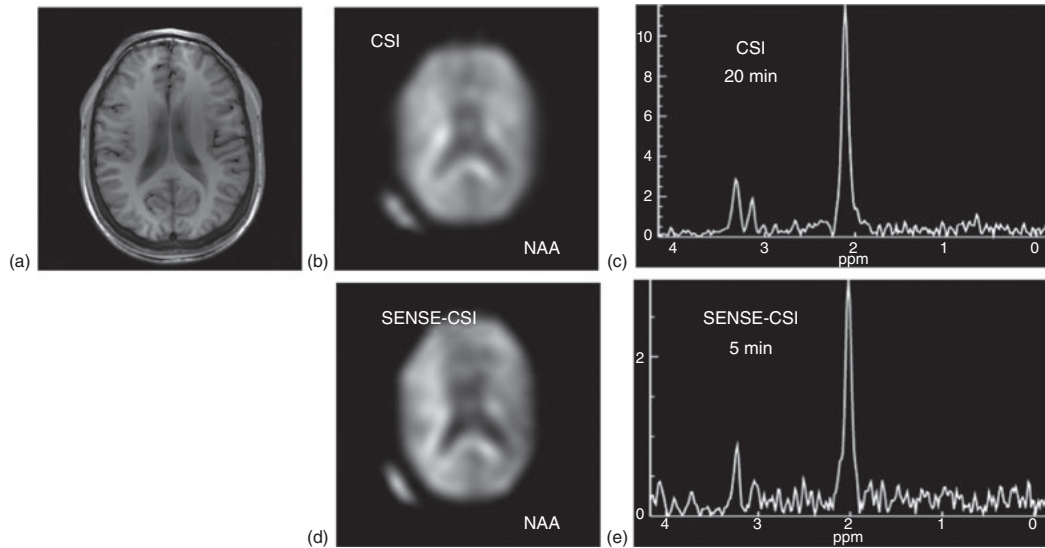 (a)
CSI
NAA
(b)
10
8
6
4
2
0
CSI
20 min
4 3 2 1 0
ppm
(c)
SENSE-CSI
NAA
(d)
2
0
SENSE-CSI
5 min
4 3 2 1 0
ppm
(e)